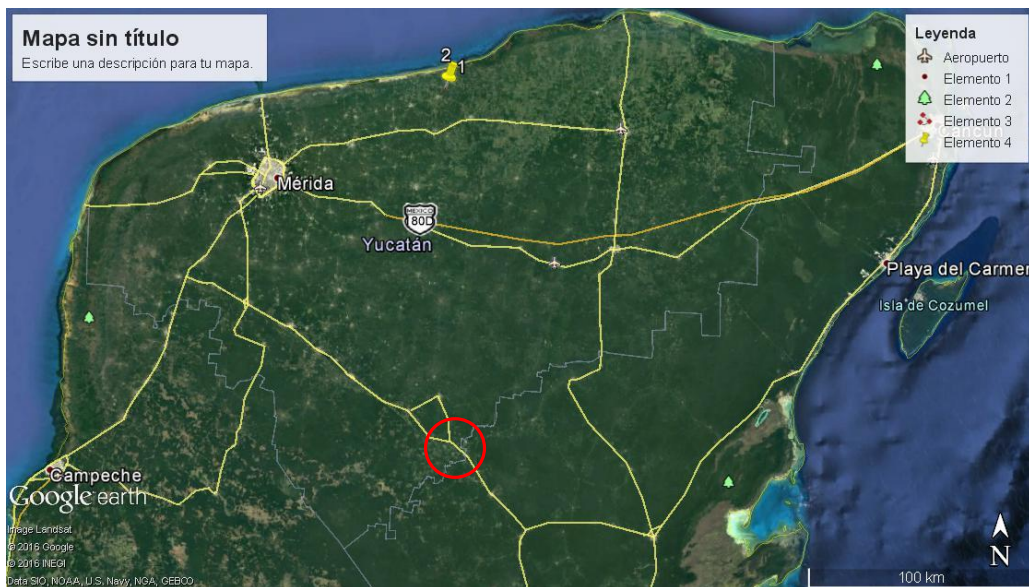 Mapa sin título
Escribe una descripción para tu mapa.
Leyenda
Aeropuerto
Elemento 1
Elemento 2
Elemento 3
Elemento 4
2
1
Cancún
Mérida
MEXICO
180D
Yucatán
Playa del Carmen
Isla de Cozumel
Campeche
Google earth
Image Landsat
© 2016 Google
© 2016 INEGI
Data SIO, NOAA, U.S. Navy, NGA, GEBCO
N
100 km